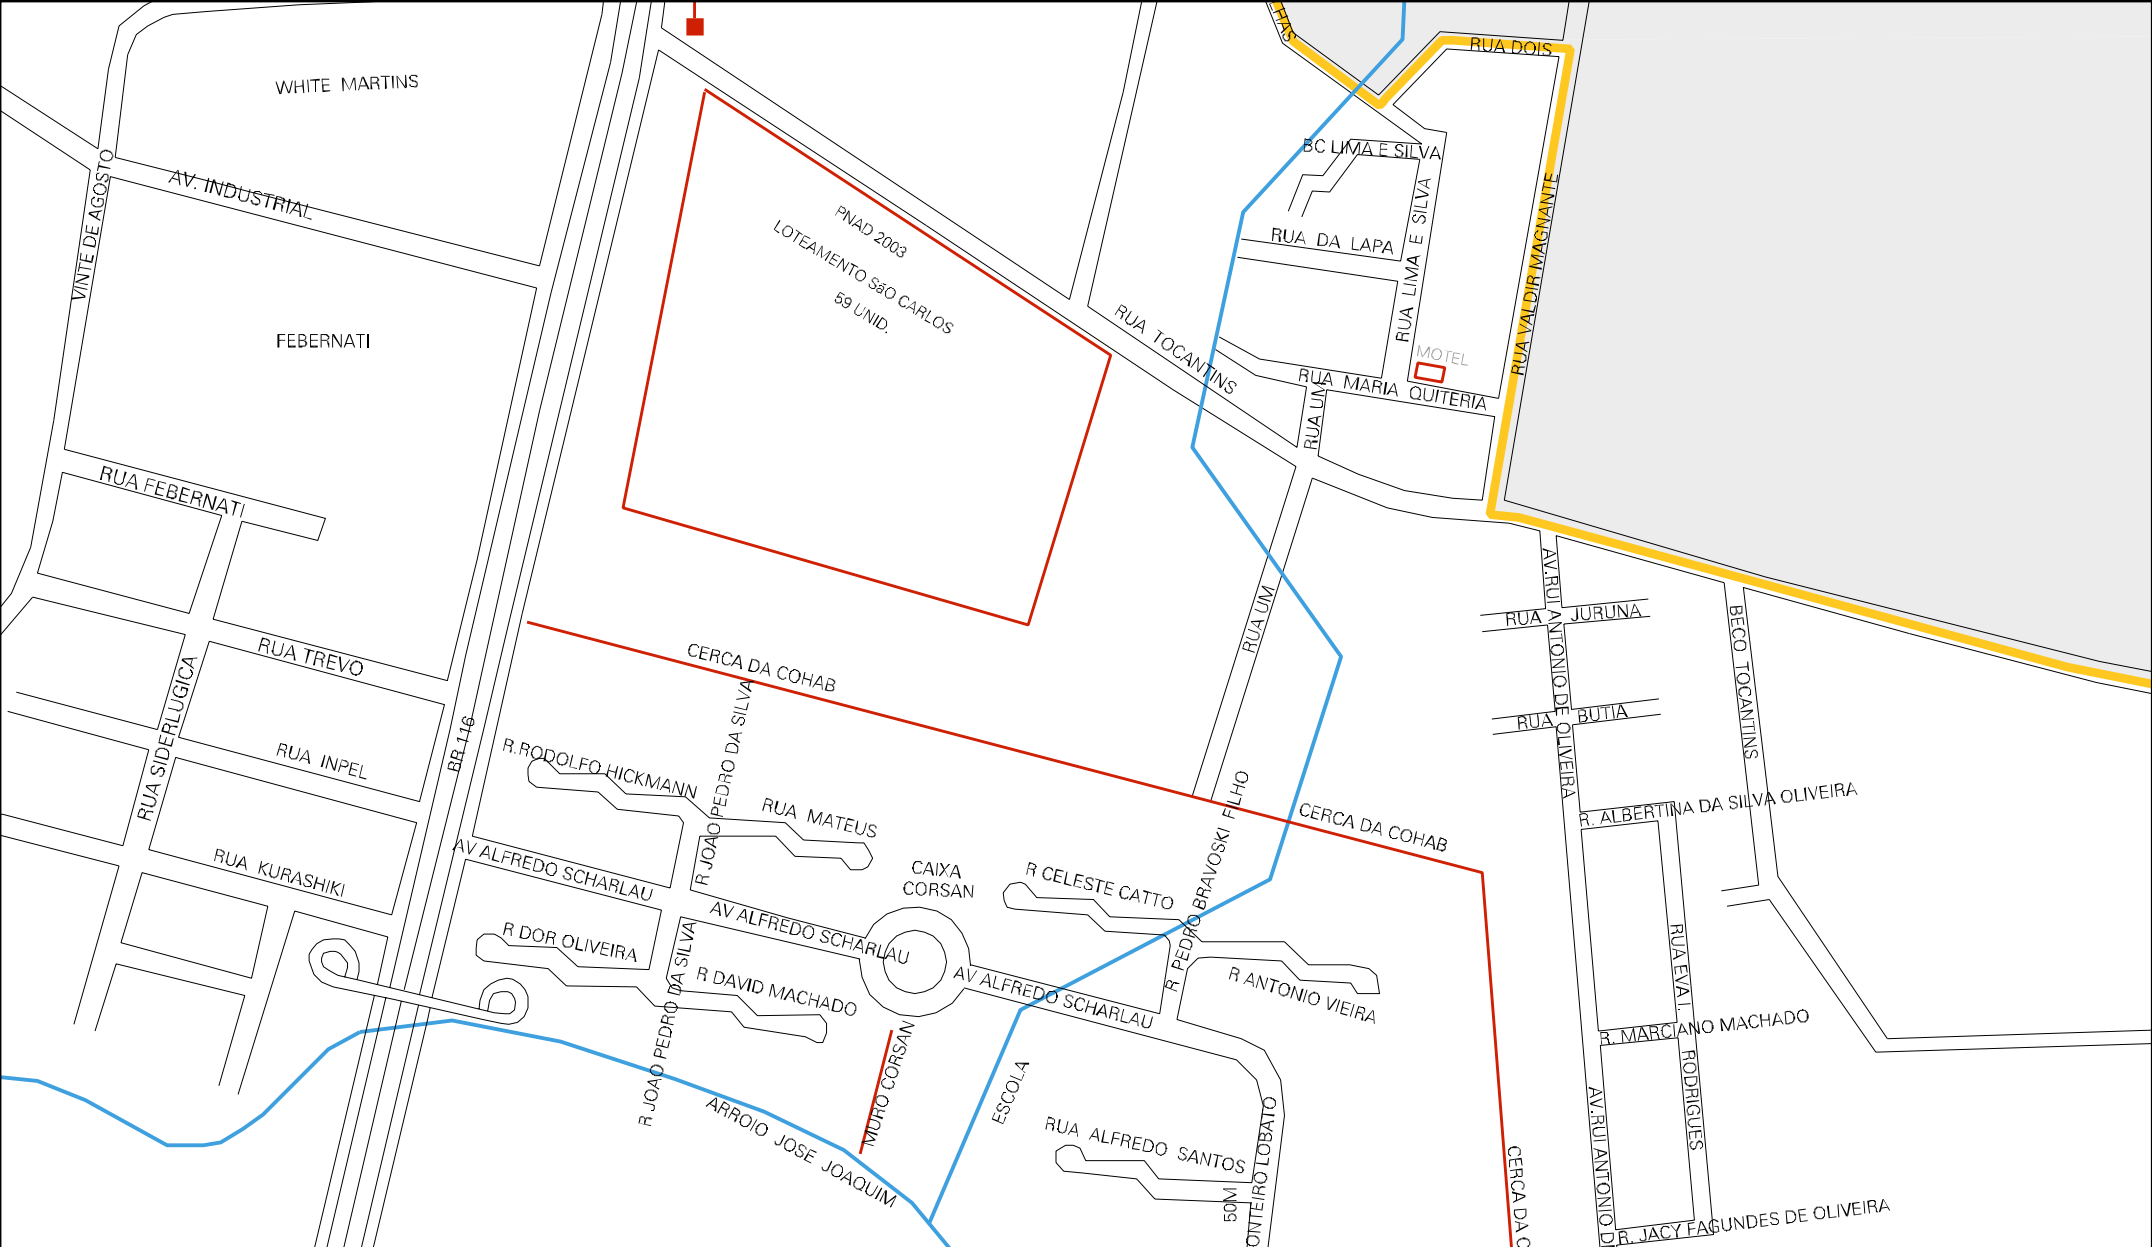 LHAS
RUA DOIS
WHITE MARTINS
BC LIMA E SILVA
VINTE DE AGOSTO
AV. INDUSTRIAL
PNAD 2003
LOTEAMENTO SãO CARLOS
59 UNID.
RUA DA LAPA
RUA LIMA E SILVA
RUA VALDIR MAGNANTE
FEBERNATI
RUA TOCANTINS
MOTEL
RUA MARIA QUITERIA
RUA UM
RUA FEBERNATI
AV.RUI ANTONIO DE OLIVEIRA
RUA JURUNA
RUA UM
BECO TOCANTINS
RUA TREVO
CERCA DA COHAB
RUA SIDERLUGICA
R JOAO PEDRO DA SILVA
RUA BUTIA
BR 116
RUA INPEL
R.RODOLFO HICKMANN
RUA MATEUS
R PEDRO BRAVOSKI FILHO
CERCA DA COHAB
R. ALBERTINA DA SILVA OLIVEIRA
AV ALFREDO SCHARLAU
RUA KURASHIKI
CAIXA
CORSAN
R CELESTE CATTO
AV ALFREDO SCHARLAU
R DOR OLIVEIRA
R JOAO PEDRO DA SILVA
R DAVID MACHADO
AV ALFREDO SCHARLAU
R ANTONIO VIEIRA
RUA EVA I
R. MARCIANO MACHADO
RODRIGUES
MURO CORSAN
ESCOLA
ARROIO JOSE JOAQUIM
RUA ALFREDO SANTOS
ONTEIRO LOBATO
50M
AV.RUI ANTONIO D
CERCA DA C
R. JACY FAGUNDES DE OLIVEIRA